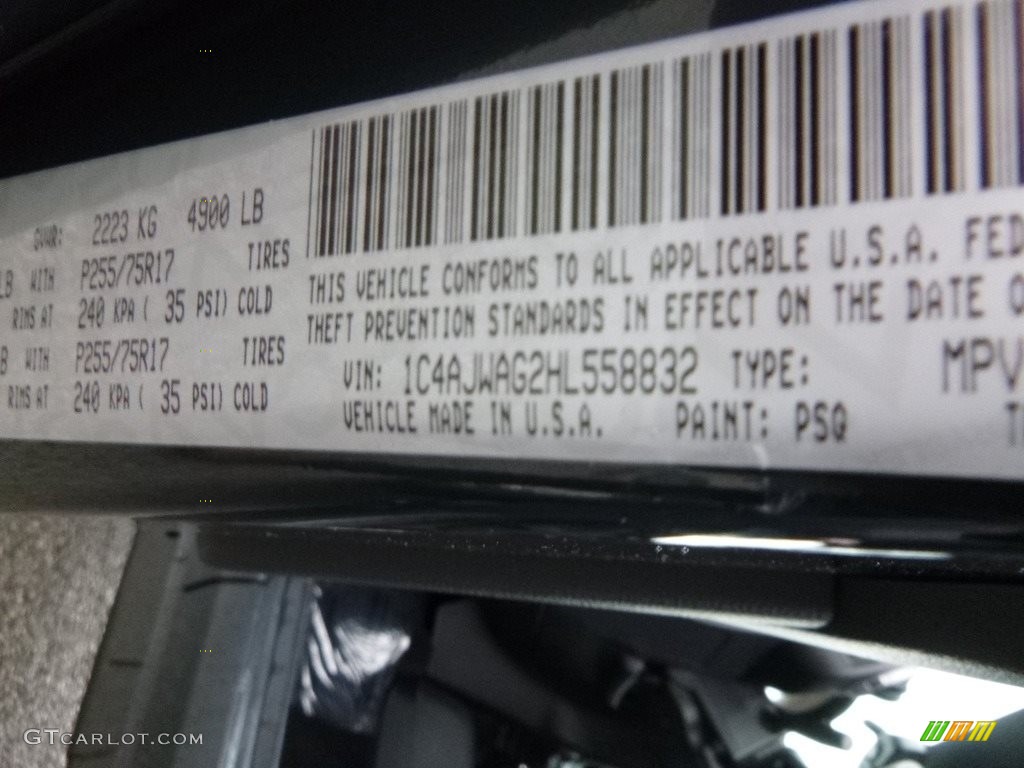 GVWR: 2223 KG 4900 LB
LB WITH P255/75R17 TIRES
RIMS AT 240 KPA ( 35 PSI) COLD
WITH P255/75R17 TIRES
RIMS AT 240 KPA ( 35 PSI) COLD
THIS VEHICLE CONFORMS TO ALL APPLICABLE U.S.A. FED
THEFT PREVENTION STANDARDS IN EFFECT ON THE DATE O
VIN: 1C4AJWAG2HL558832 TYPE: MPV
VEHICLE MADE IN U.S.A. PAINT: PSQ
GTCARLOT.COM